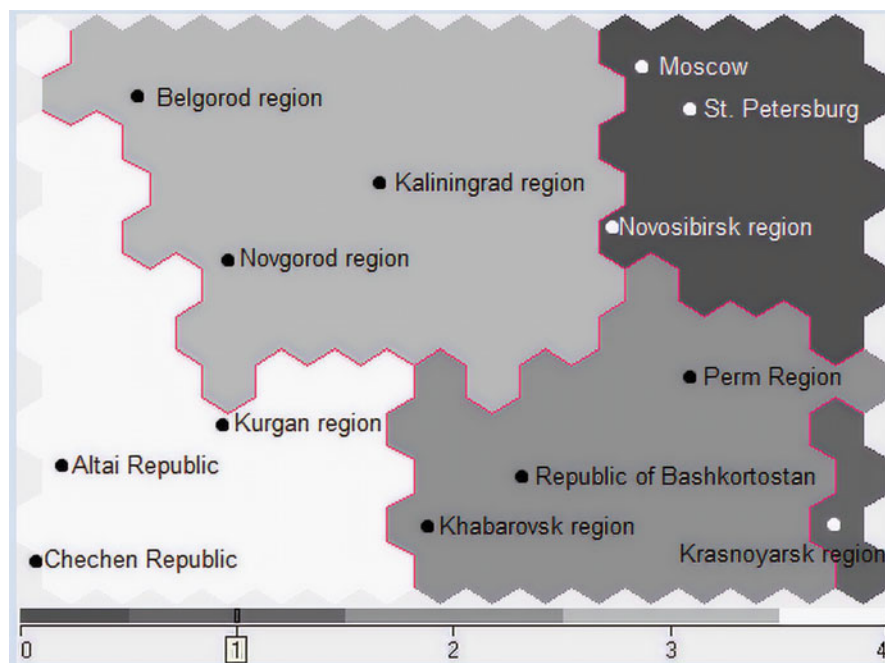 Moscow
Belgorod region
St. Petersburg
Kaliningrad region
Novosibirsk region
Novgorod region
Perm Region
Kurgan region
Altai Republic
Republic of Bashkortostan
Khabarovsk region
Chechen Republic
Krasnoyarsk region
0 1 2 3 4